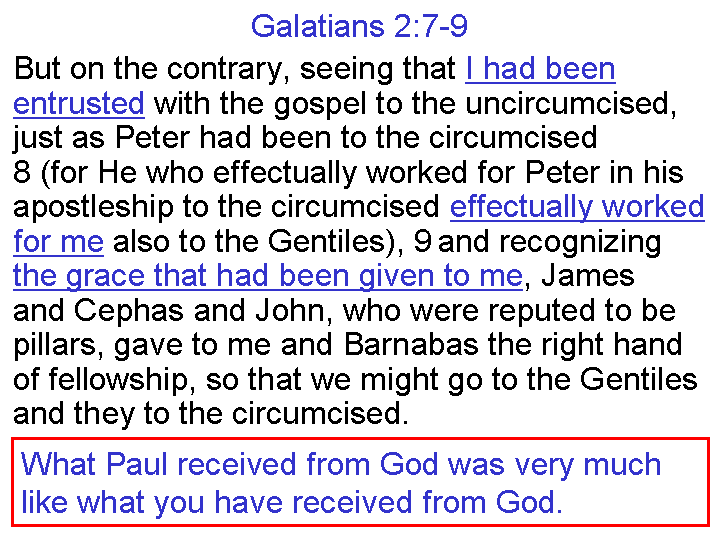 Galatians 2:7-9
But on the contrary, seeing that I had been
entrusted with the gospel to the uncircumcised,
just as Peter had been to the circumcised
8 (for He who effectually worked for Peter in his
apostleship to the circumcised effectually worked
for me also to the Gentiles), 9 and recognizing
the grace that had been given to me, James
and Cephas and John, who were reputed to be
pillars, gave to me and Barnabas the right hand
of fellowship, so that we might go to the Gentiles
and they to the circumcised.
What Paul received from God was very much
like what you have received from God.